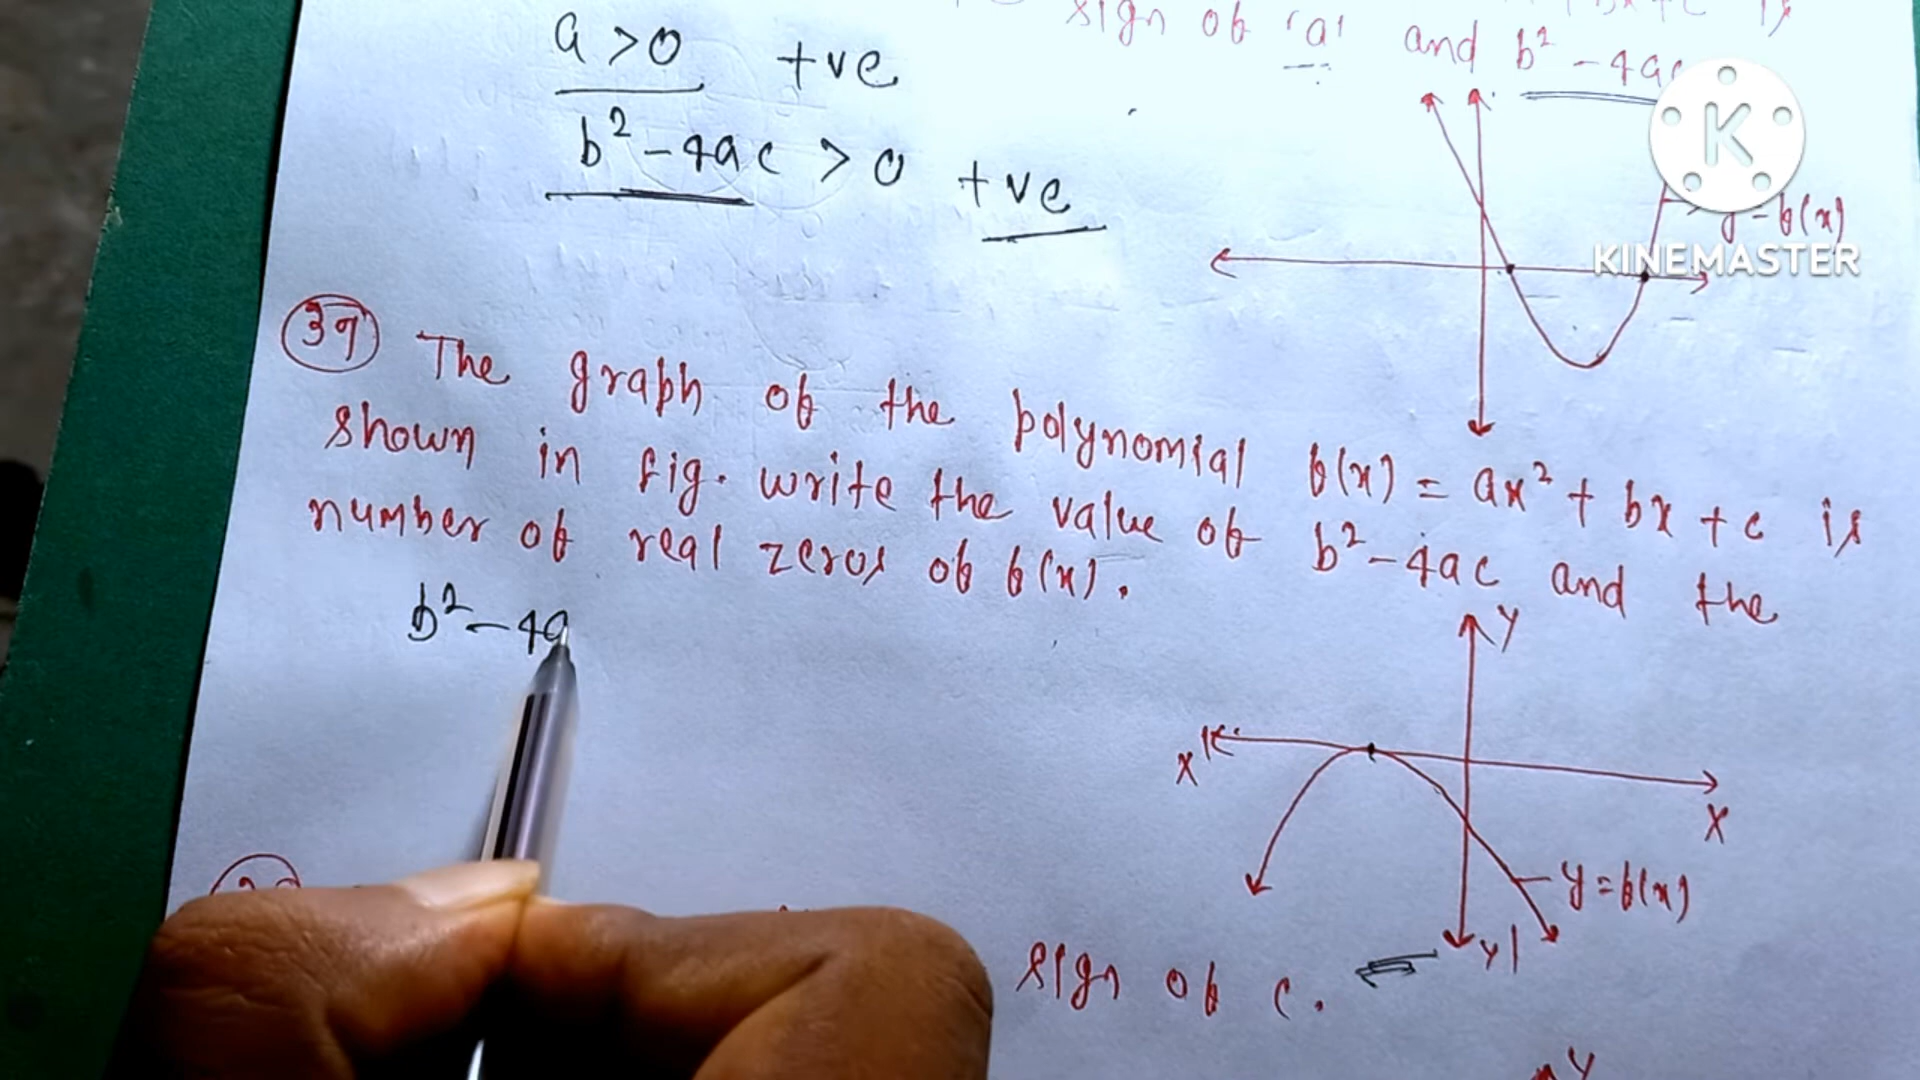 a > 0 +ve
b² - 4ac > 0 +ve
sign of 'a' and b² - 4ac
is
K
KINEMASTER
y = f(x)
37 The graph of the polynomial f(x) = ax² + bx + c is
shown in fig. write the value of b² - 4ac and the
number of real zeros of f(x).
b² - 4a
Y
X'
X
y = f(x)
Y'
sign of c.
Y